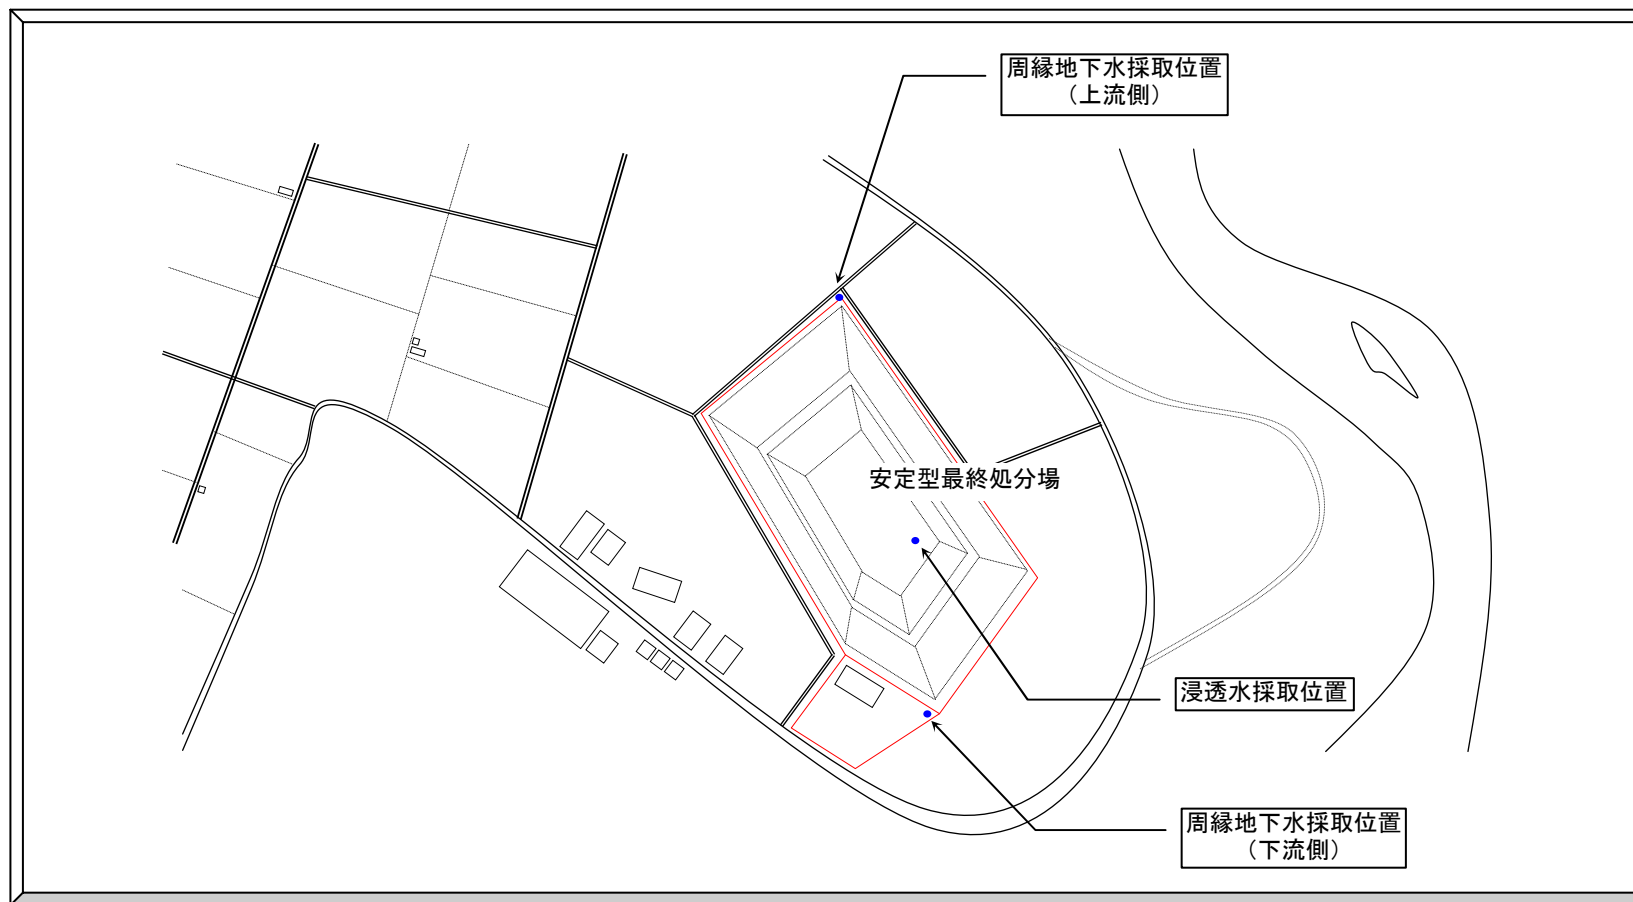 周縁地下水採取位置
（上流側）
安定型最終処分場
浸透水採取位置
周縁地下水採取位置
（下流側）